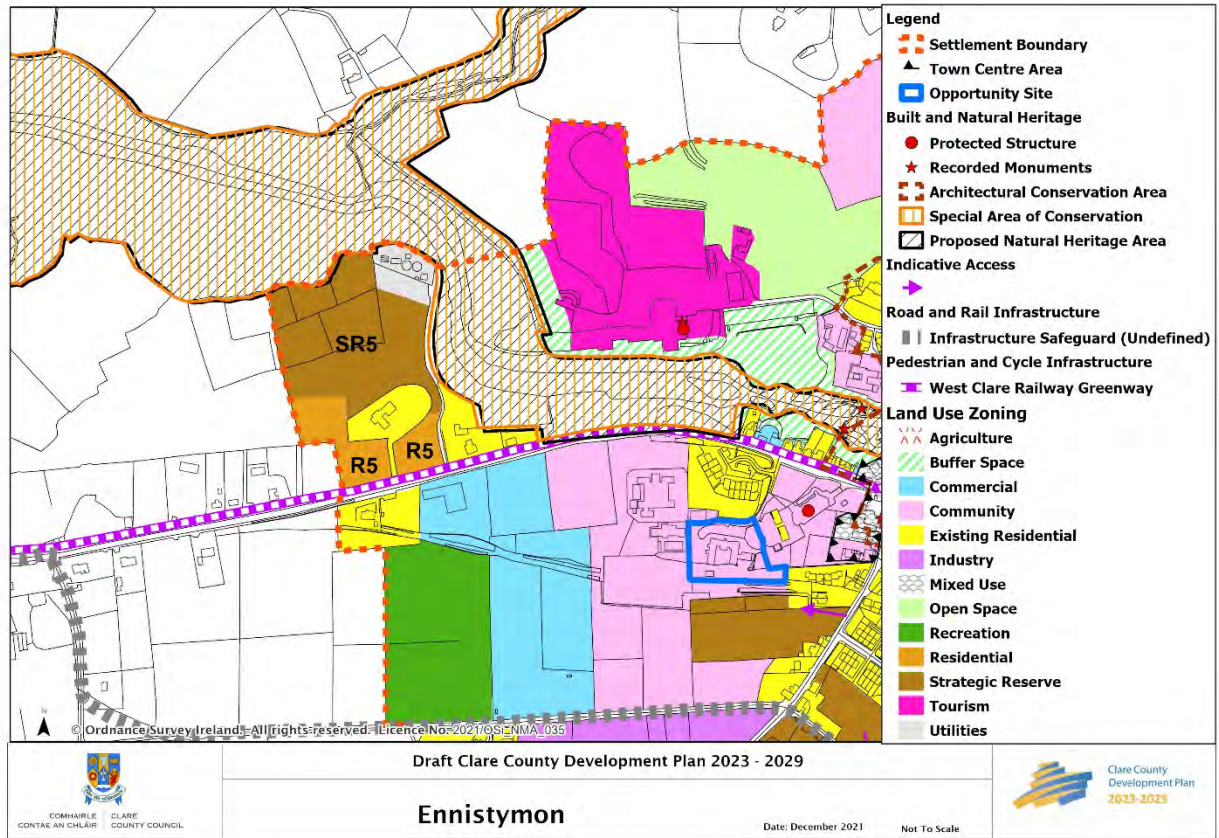 Legend
Settlement Boundary
Town Centre Area
Opportunity Site
Built and Natural Heritage
Protected Structure
Recorded Monuments
Architectural Conservation Area
Special Area of Conservation
Proposed Natural Heritage Area
Indicative Access
Road and Rail Infrastructure
Infrastructure Safeguard (Undefined)
Pedestrian and Cycle Infrastructure
West Clare Railway Greenway
Land Use Zoning
Agriculture
Buffer Space
Commercial
Community
Existing Residential
Industry
Mixed Use
Open Space
Recreation
Residential
Strategic Reserve
Tourism
Utilities
SR5
R5
R5
N
© Ordnance Survey Ireland. All rights reserved. Licence No. 2021/OSi_NMA_035
COMHAIRLE CONTAE AN CHLÁIR
CLARE COUNTY COUNCIL
Draft Clare County Development Plan 2023 - 2029
Ennistymon
Date: December 2021
Not To Scale
Clare County
Development Plan
2023-2029